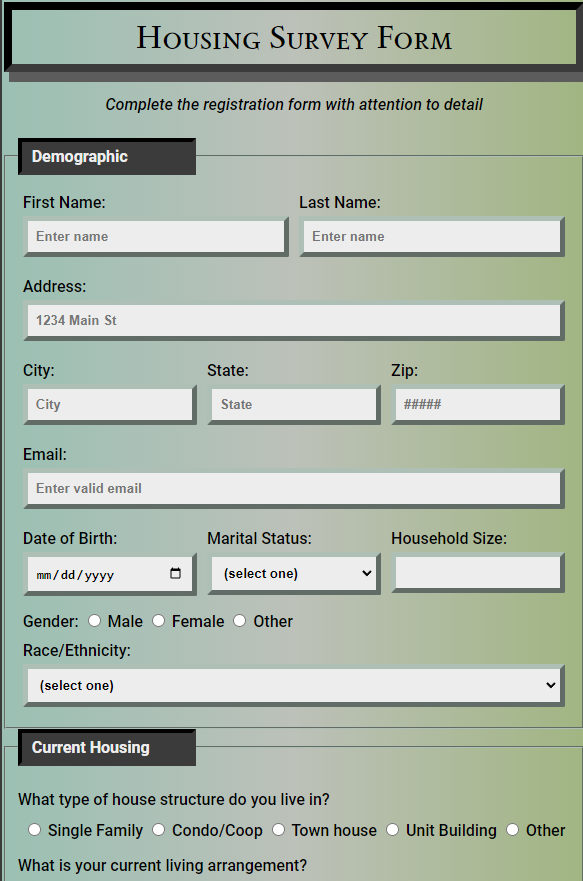 Housing Survey Form
Complete the registration form with attention to detail
Demographic
First Name: Last Name:
Enter name Enter name
Address:
1234 Main St
City: State: Zip:
City State #####
Email:
Enter valid email
Date of Birth: Marital Status: Household Size:
mm/dd/yyyy (select one)
Gender: Male Female Other
Race/Ethnicity:
(select one)
Current Housing
What type of house structure do you live in?
Single Family Condo/Coop Town house Unit Building Other
What is your current living arrangement?